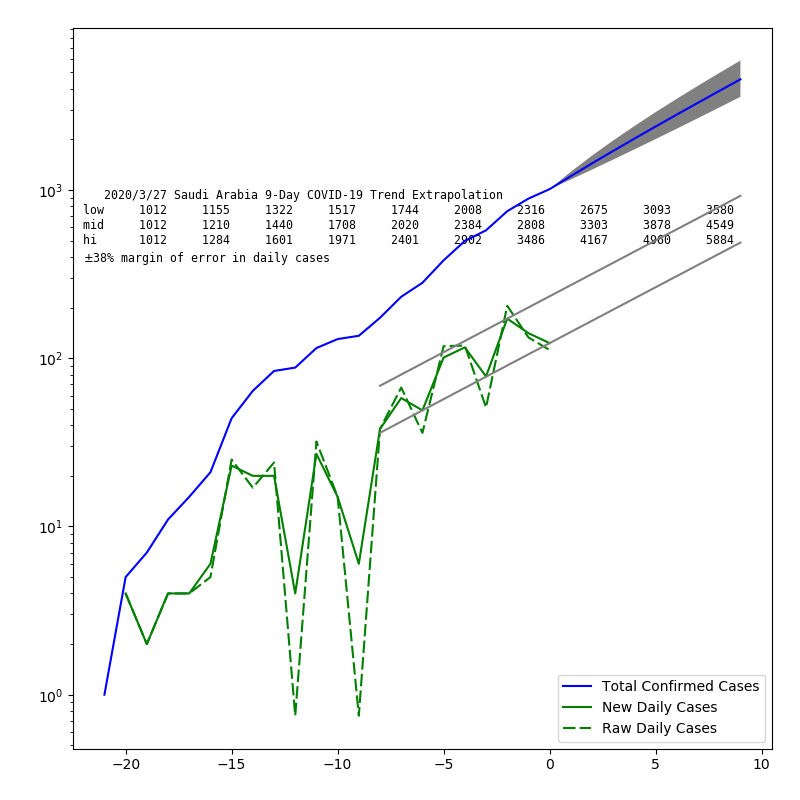 2020/3/27 Saudi Arabia 9-Day COVID-19 Trend Extrapolation
low 1012 1155 1322 1517 1744 2008 2316 2675 3093 3580
mid 1012 1210 1440 1708 2020 2384 2808 3303 3878 4549
hi 1012 1284 1601 1971 2401 2902 3486 4167 4960 5884
±38% margin of error in daily cases
10³
10²
10¹
10⁰
Total Confirmed Cases
New Daily Cases
Raw Daily Cases
−20 −15 −10 −5 0 5 10